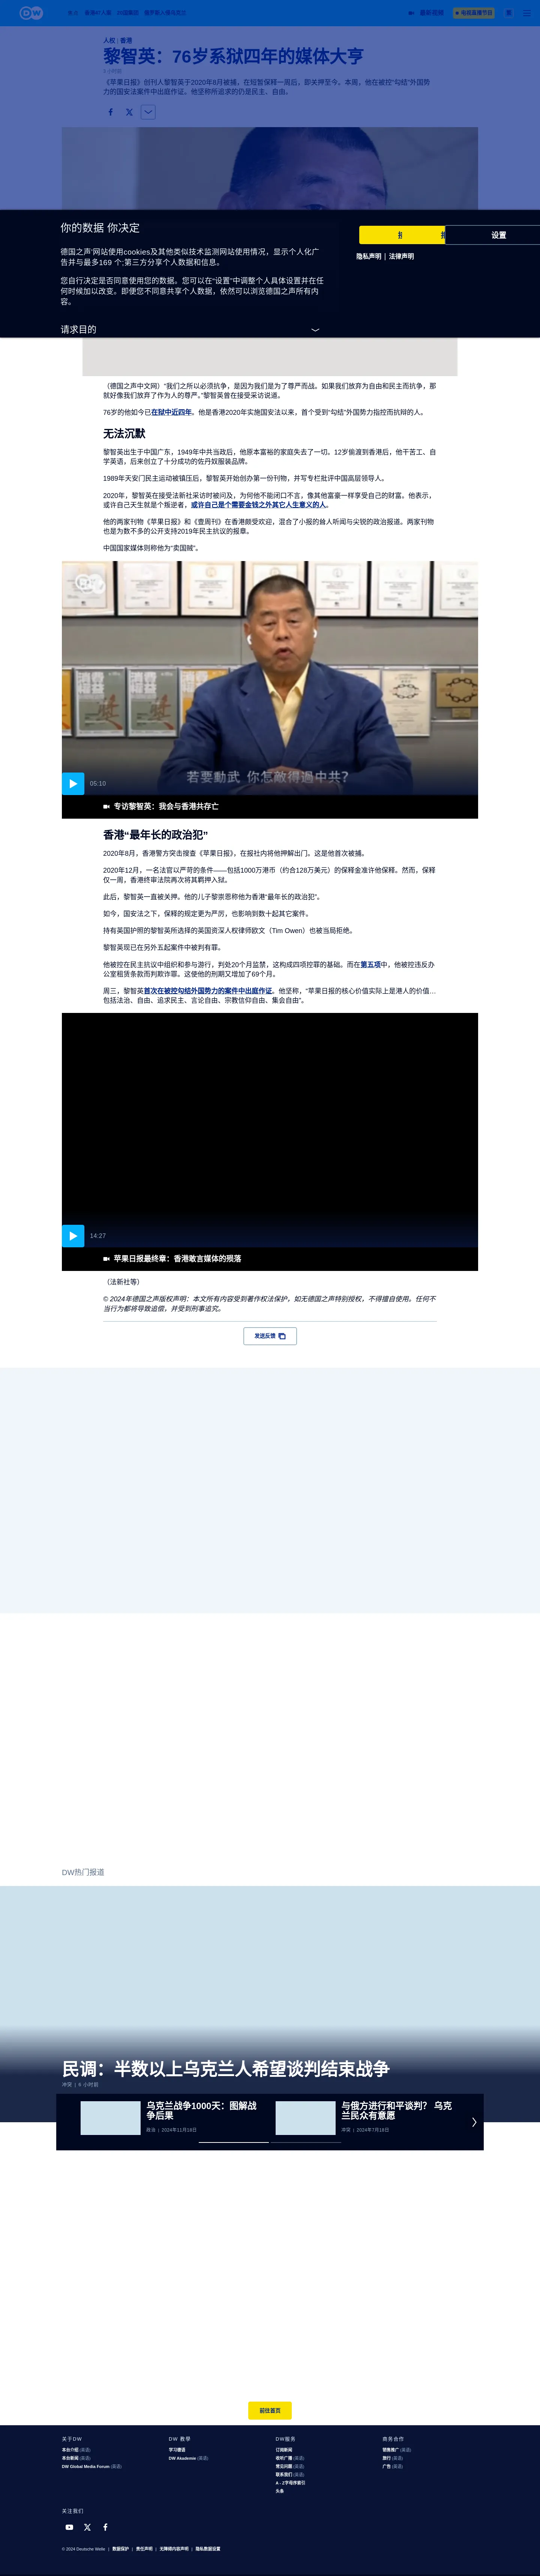 香港47人案
俄罗斯入侵乌克兰
最新视频
电视直播节目
人权 | 香港
黎智英：76岁系狱四年的媒体大亨
《苹果日报》创刊人黎智英于2020年8月被捕，在短暂保释一周后，即关押至今。本周，他在被控“勾结”外国势
力的国安法案件中出庭作证。他坚称所追求的仍是民主、自由。
你的数据 你决定
德国之声‍网站使用cookies及其他类似技术监测网站使用情况，显示个人化广
告并与最多169 个;第三方分享个人数据和信息。
您自行决定是否同意使用您的数据。您可以在“设置”中调整个人具体设置并在任
何时候加以改变。即使您不同意共享个人数据，依然可以浏览德国之声所有内
容。
请求目的
设置
隐私声明 | 法律声明
（德国之声中文网）“我们之所以必须抗争，是因为我们是为了尊严而战。如果我们放弃为自由和民主而抗争，那
就好像我们放弃了作为人的尊严。”黎智英曾在接受采访说道。
76岁的他如今已在狱中近四年。他是香港2020年实施国安法以来，首个受到“勾结”外国势力指控而抗辩的人。
无法沉默
黎智英出生于中国广东，1949年中共当政后，他原本富裕的家庭失去了一切。12岁偷渡到香港后，他干苦工、自
学英语，后来创立了十分成功的佐丹奴服装品牌。
1989年天安门民主运动被镇压后，黎智英开始创办第一份刊物，并写专栏批评中国高层领导人。
2020年，黎智英在接受法新社采访时被问及，为何他不能闭口不言，像其他富豪一样享受自己的财富。他表示，
或许自己天生就是个叛逆者，或许自己是个需要金钱之外其它人生意义的人。
他的两家刊物《苹果日报》和《壹周刊》在香港颇受欢迎，混合了小报的耸人听闻与尖锐的政治报道。两家刊物
也是为数不多的公开支持2019年民主抗议的报章。
中国国家媒体则称他为“卖国贼”。
若要動武 你怎敢得過中共?
05:10
专访黎智英：我会与香港共存亡
香港“最年长的政治犯”
2020年8月，香港警方突击搜查《苹果日报》，在报社内将他押解出门。这是他首次被捕。
2020年12月，一名法官以严苛的条件——包括1000万港币（约合128万美元）的保释金准许他保释。然而，保释
仅一周，香港终审法院再次将其羁押入狱。
此后，黎智英一直被关押。他的儿子黎崇恩称他为香港“最年长的政治犯”。
如今，国安法之下，保释的规定更为严厉，也影响到数十起其它案件。
持有英国护照的黎智英所选择的英国资深人权律师欧文（Tim Owen）也被当局拒绝。
黎智英现已在另外五起案件中被判有罪。
他被控在民主抗议中组织和参与游行，判处20个月监禁，这构成四项控罪的基础。而在第五项中，他被控违反办
公室租赁条款而判欺诈罪。这使他的刑期又增加了69个月。
周三，黎智英首次在被控勾结外国势力的案件中出庭作证。他坚称，“苹果日报的核心价值实际上是港人的价值…
包括法治、自由、追求民主、言论自由、宗教信仰自由、集会自由”。
14:27
苹果日报最终章：香港敢言媒体的殒落
（法新社等）
© 2024年德国之声版权声明：本文所有内容受到著作权法保护，如无德国之声特别授权，不得擅自使用。任何不
当行为都将导致追偿，并受到刑事追究。
发送反馈
DW热门报道
民调：半数以上乌克兰人希望谈判结束战争
冲突 | 6 小时前
乌克兰战争1000天：图解战
争后果
政治 | 2024年11月18日
与俄方进行和平谈判？ 乌克
兰民众有意愿
冲突 | 2024年7月18日
前往首页
关于DW
本台介绍 (英语)
本台新闻 (英语)
DW Global Media Forum (英语)
DW 教导
学习德语
DW Akademie (英语)
DW服务
订阅新闻
收听广播 (英语)
常见问题 (英语)
联系我们 (英语)
A - Z字母序索引
头条
商务合作
销售推广 (英语)
旅行 (英语)
广告 (英语)
关注我们
© 2024 Deutsche Welle | 数据保护 | 责任声明 | 无障碍内容声明 | 隐私数据设置